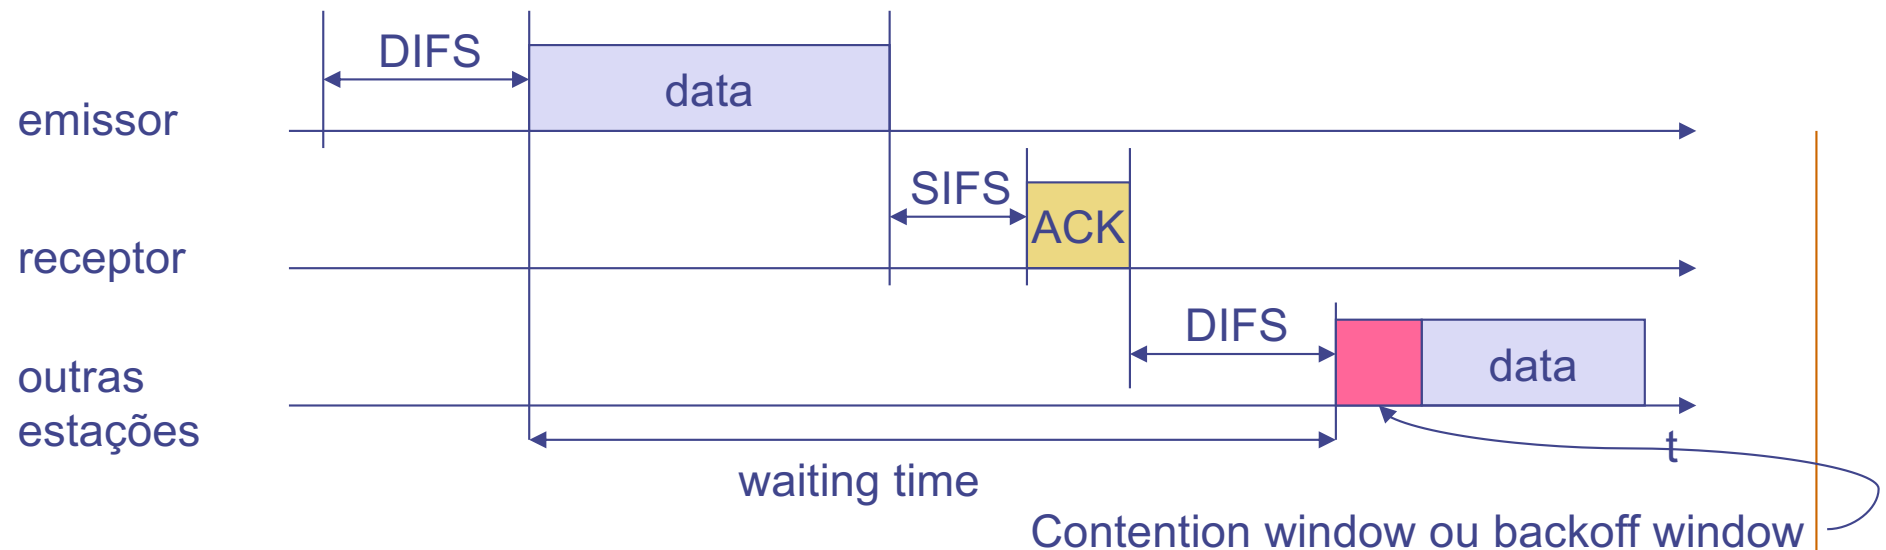 DIFS
data
emissor
SIFS
ACK
receptor
DIFS
data
outras
estações
t
waiting time
Contention window ou backoff window